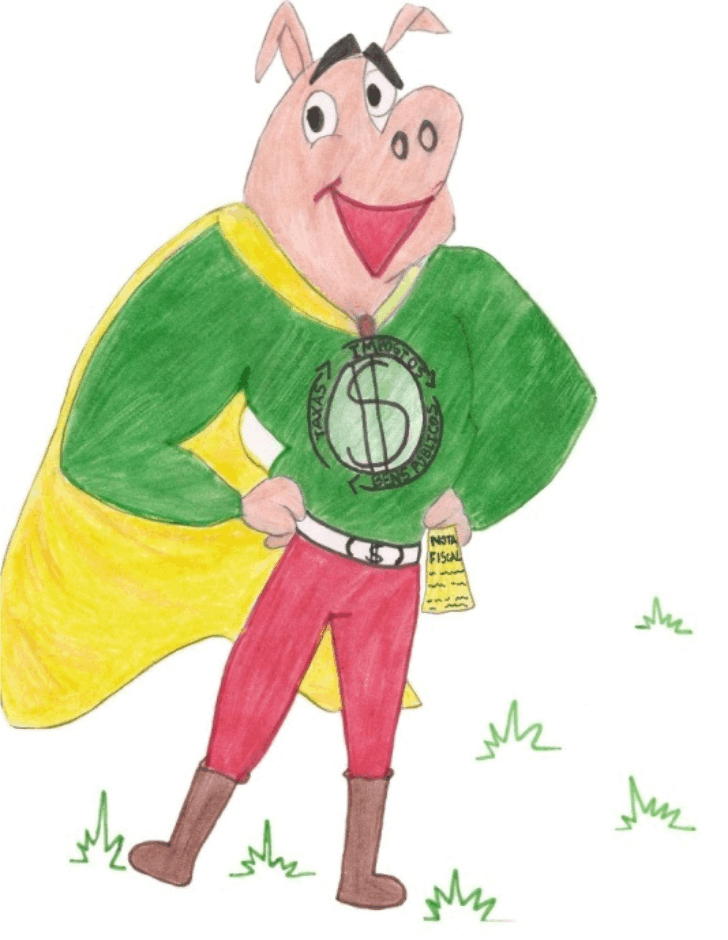 IMPOSTOS
TAXAS
$
BENS PÚBLICOS
$
NOTA
FISCAL